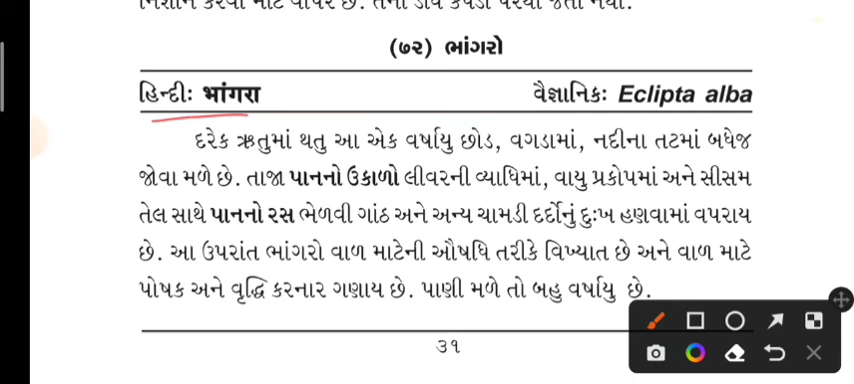 (૭૨) ભાંગરો
હિન્દીઃ भांगरा વૈજ્ઞાનિકઃ Eclipta alba
દરેક ઋતુમાં થતુ આ એક વર્ષાયુ છોડ, વગડામાં, નદીના તટમાં બધેજ
જોવા મળે છે. તાજા પાનનો ઉકાળો લીવરની વ્યાધિમાં, વાયુ પ્રકોપમાં અને સીસમ
તેલ સાથે પાનનો રસ ભેળવી ગાંઠ અને અન્ય ચામડી દર્દોનું દુઃખ હણવામાં વપરાય
છે. આ ઉપરાંત ભાંગરો વાળ માટેની ઔષધિ તરીકે વિખ્યાત છે અને વાળ માટે
પોષક અને વૃદ્ધિ કરનાર ગણાય છે. પાણી મળે તો બહુ વર્ષાયુ છે.
૩૧